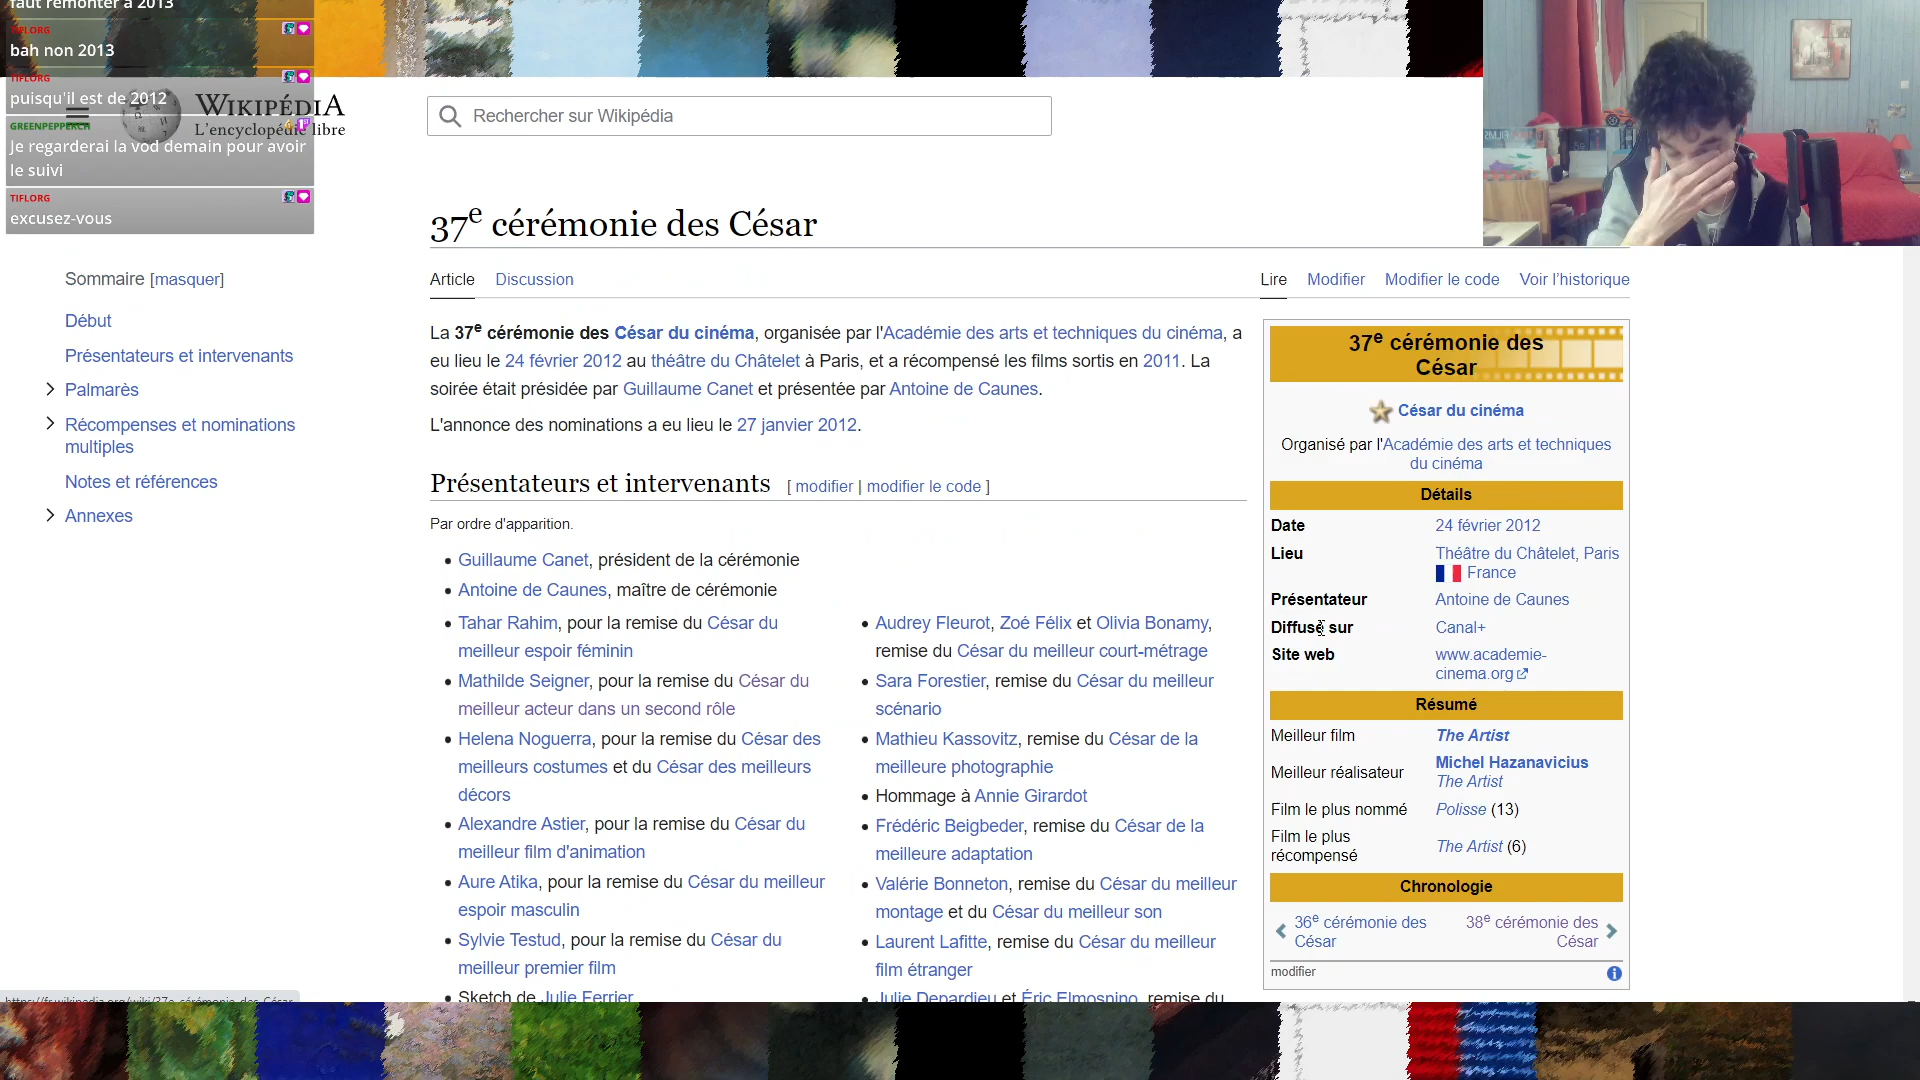 faut remonter à 2013
TIFLORG
bah non 2013
TIFLORG
puisqu'il est de 2012
GREENPEPPERCH
Je regarderai la vod demain pour avoir
le suivi
TIFLORG
excusez-vous
WIKIPÉDIA
L'encyclopédie libre
Rechercher sur Wikipédia
37e cérémonie des César
Sommaire [masquer]
Début
Présentateurs et intervenants
Palmarès
Récompenses et nominations
multiples
Notes et références
Annexes
Article Discussion
Lire Modifier Modifier le code Voir l'historique
La 37e cérémonie des César du cinéma, organisée par l'Académie des arts et techniques du cinéma, a
eu lieu le 24 février 2012 au théâtre du Châtelet à Paris, et a récompensé les films sortis en 2011. La
soirée était présidée par Guillaume Canet et présentée par Antoine de Caunes.
L'annonce des nominations a eu lieu le 27 janvier 2012.
Présentateurs et intervenants [ modifier | modifier le code ]
Par ordre d'apparition.
• Guillaume Canet, président de la cérémonie
• Antoine de Caunes, maître de cérémonie
• Tahar Rahim, pour la remise du César du
meilleur espoir féminin
• Mathilde Seigner, pour la remise du César du
meilleur acteur dans un second rôle
• Helena Noguerra, pour la remise du César des
meilleurs costumes et du César des meilleurs
décors
• Alexandre Astier, pour la remise du César du
meilleur film d'animation
• Aure Atika, pour la remise du César du meilleur
espoir masculin
• Sylvie Testud, pour la remise du César du
meilleur premier film
• Sketch de Julie Ferrier
• Audrey Fleurot, Zoé Félix et Olivia Bonamy,
remise du César du meilleur court-métrage
• Sara Forestier, remise du César du meilleur
scénario
• Mathieu Kassovitz, remise du César de la
meilleure photographie
• Hommage à Annie Girardot
• Frédéric Beigbeder, remise du César de la
meilleure adaptation
• Valérie Bonneton, remise du César du meilleur
montage et du César du meilleur son
• Laurent Lafitte, remise du César du meilleur
film étranger
• Julie Depardieu et Éric Elmosnino, remise du
37e cérémonie des
César
César du cinéma
Organisé par l'Académie des arts et techniques
du cinéma
Détails
Date 24 février 2012
Lieu Théâtre du Châtelet, Paris
France
Présentateur Antoine de Caunes
Diffusé sur Canal+
Site web www.academie-
cinema.org
Résumé
Meilleur film The Artist
Meilleur réalisateur Michel Hazanavicius
The Artist
Film le plus nommé Polisse (13)
Film le plus
récompensé The Artist (6)
Chronologie
36e cérémonie des
César
38e cérémonie des
César
modifier
https://fr.wikipedia.org/wiki/37e_cérémonie_des_César